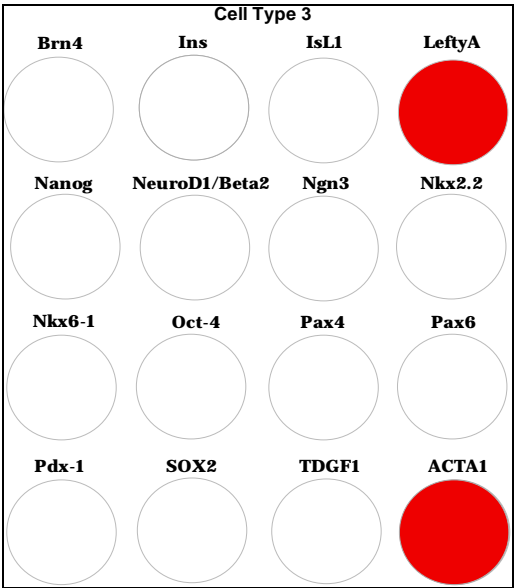 Cell Type 3
Brn4 Ins IsL1 LeftyA
Nanog NeuroD1/Beta2 Ngn3 Nkx2.2
Nkx6-1 Oct-4 Pax4 Pax6
Pdx-1 SOX2 TDGF1 ACTA1